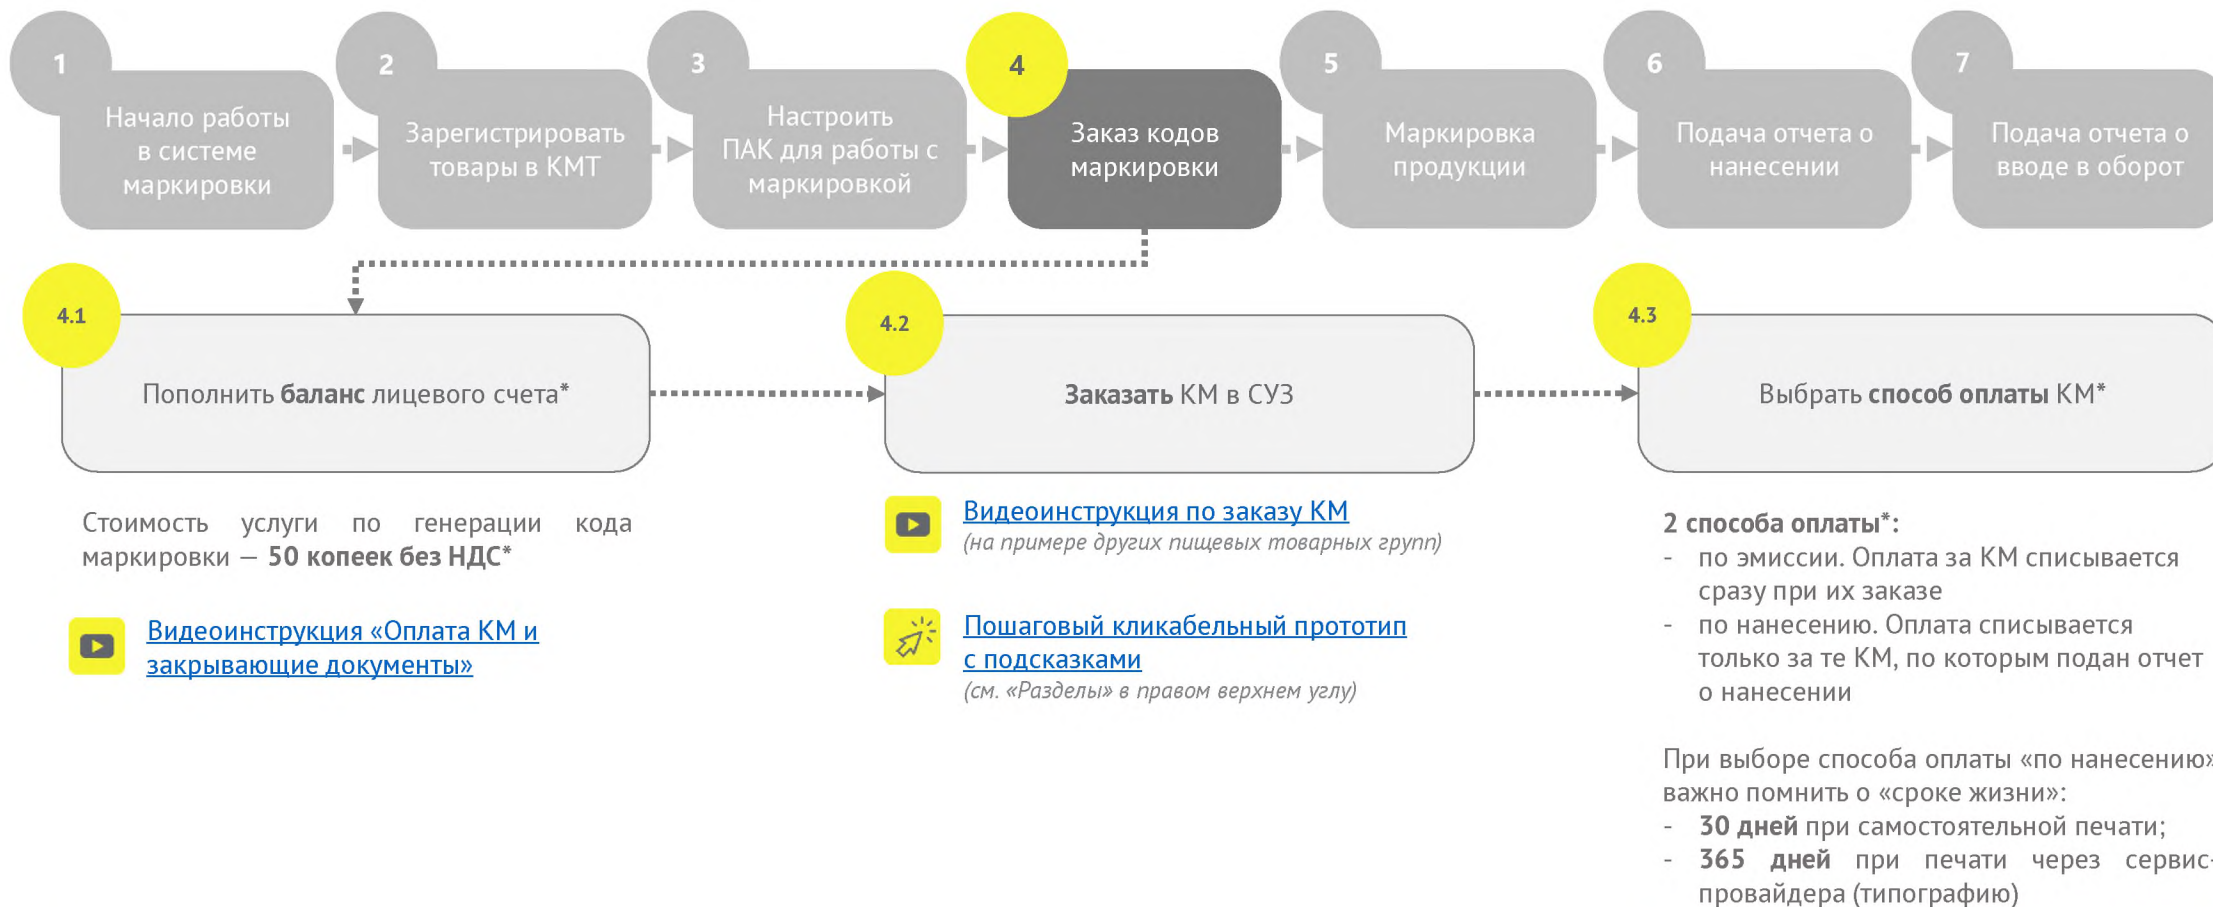 1
Начало работы
в системе
маркировки
2
Зарегистрировать
товары в КМТ
3
Настроить
ПАК для работы с
маркировкой
4
Заказ кодов
маркировки
5
Маркировка
продукции
6
Подача отчета о
нанесении
7
Подача отчета о
вводе в оборот
4.1
Пополнить баланс лицевого счета*
Стоимость услуги по генерации кода
маркировки — 50 копеек без НДС*
Видеоинструкция «Оплата КМ и
закрывающие документы»
4.2
Заказать КМ в СУЗ
Видеоинструкция по заказу КМ
(на примере других пищевых товарных групп)
Пошаговый кликабельный прототип
с подсказками
(см. «Разделы» в правом верхнем углу)
4.3
Выбрать способ оплаты КМ*
2 способа оплаты*:
- по эмиссии. Оплата за КМ списывается
сразу при их заказе
- по нанесению. Оплата списывается
только за те КМ, по которым подан отчет
о нанесении
При выборе способа оплаты «по нанесению»
важно помнить о «сроке жизни»:
- 30 дней при самостоятельной печати;
- 365 дней при печати через сервис-
провайдера (типографию)